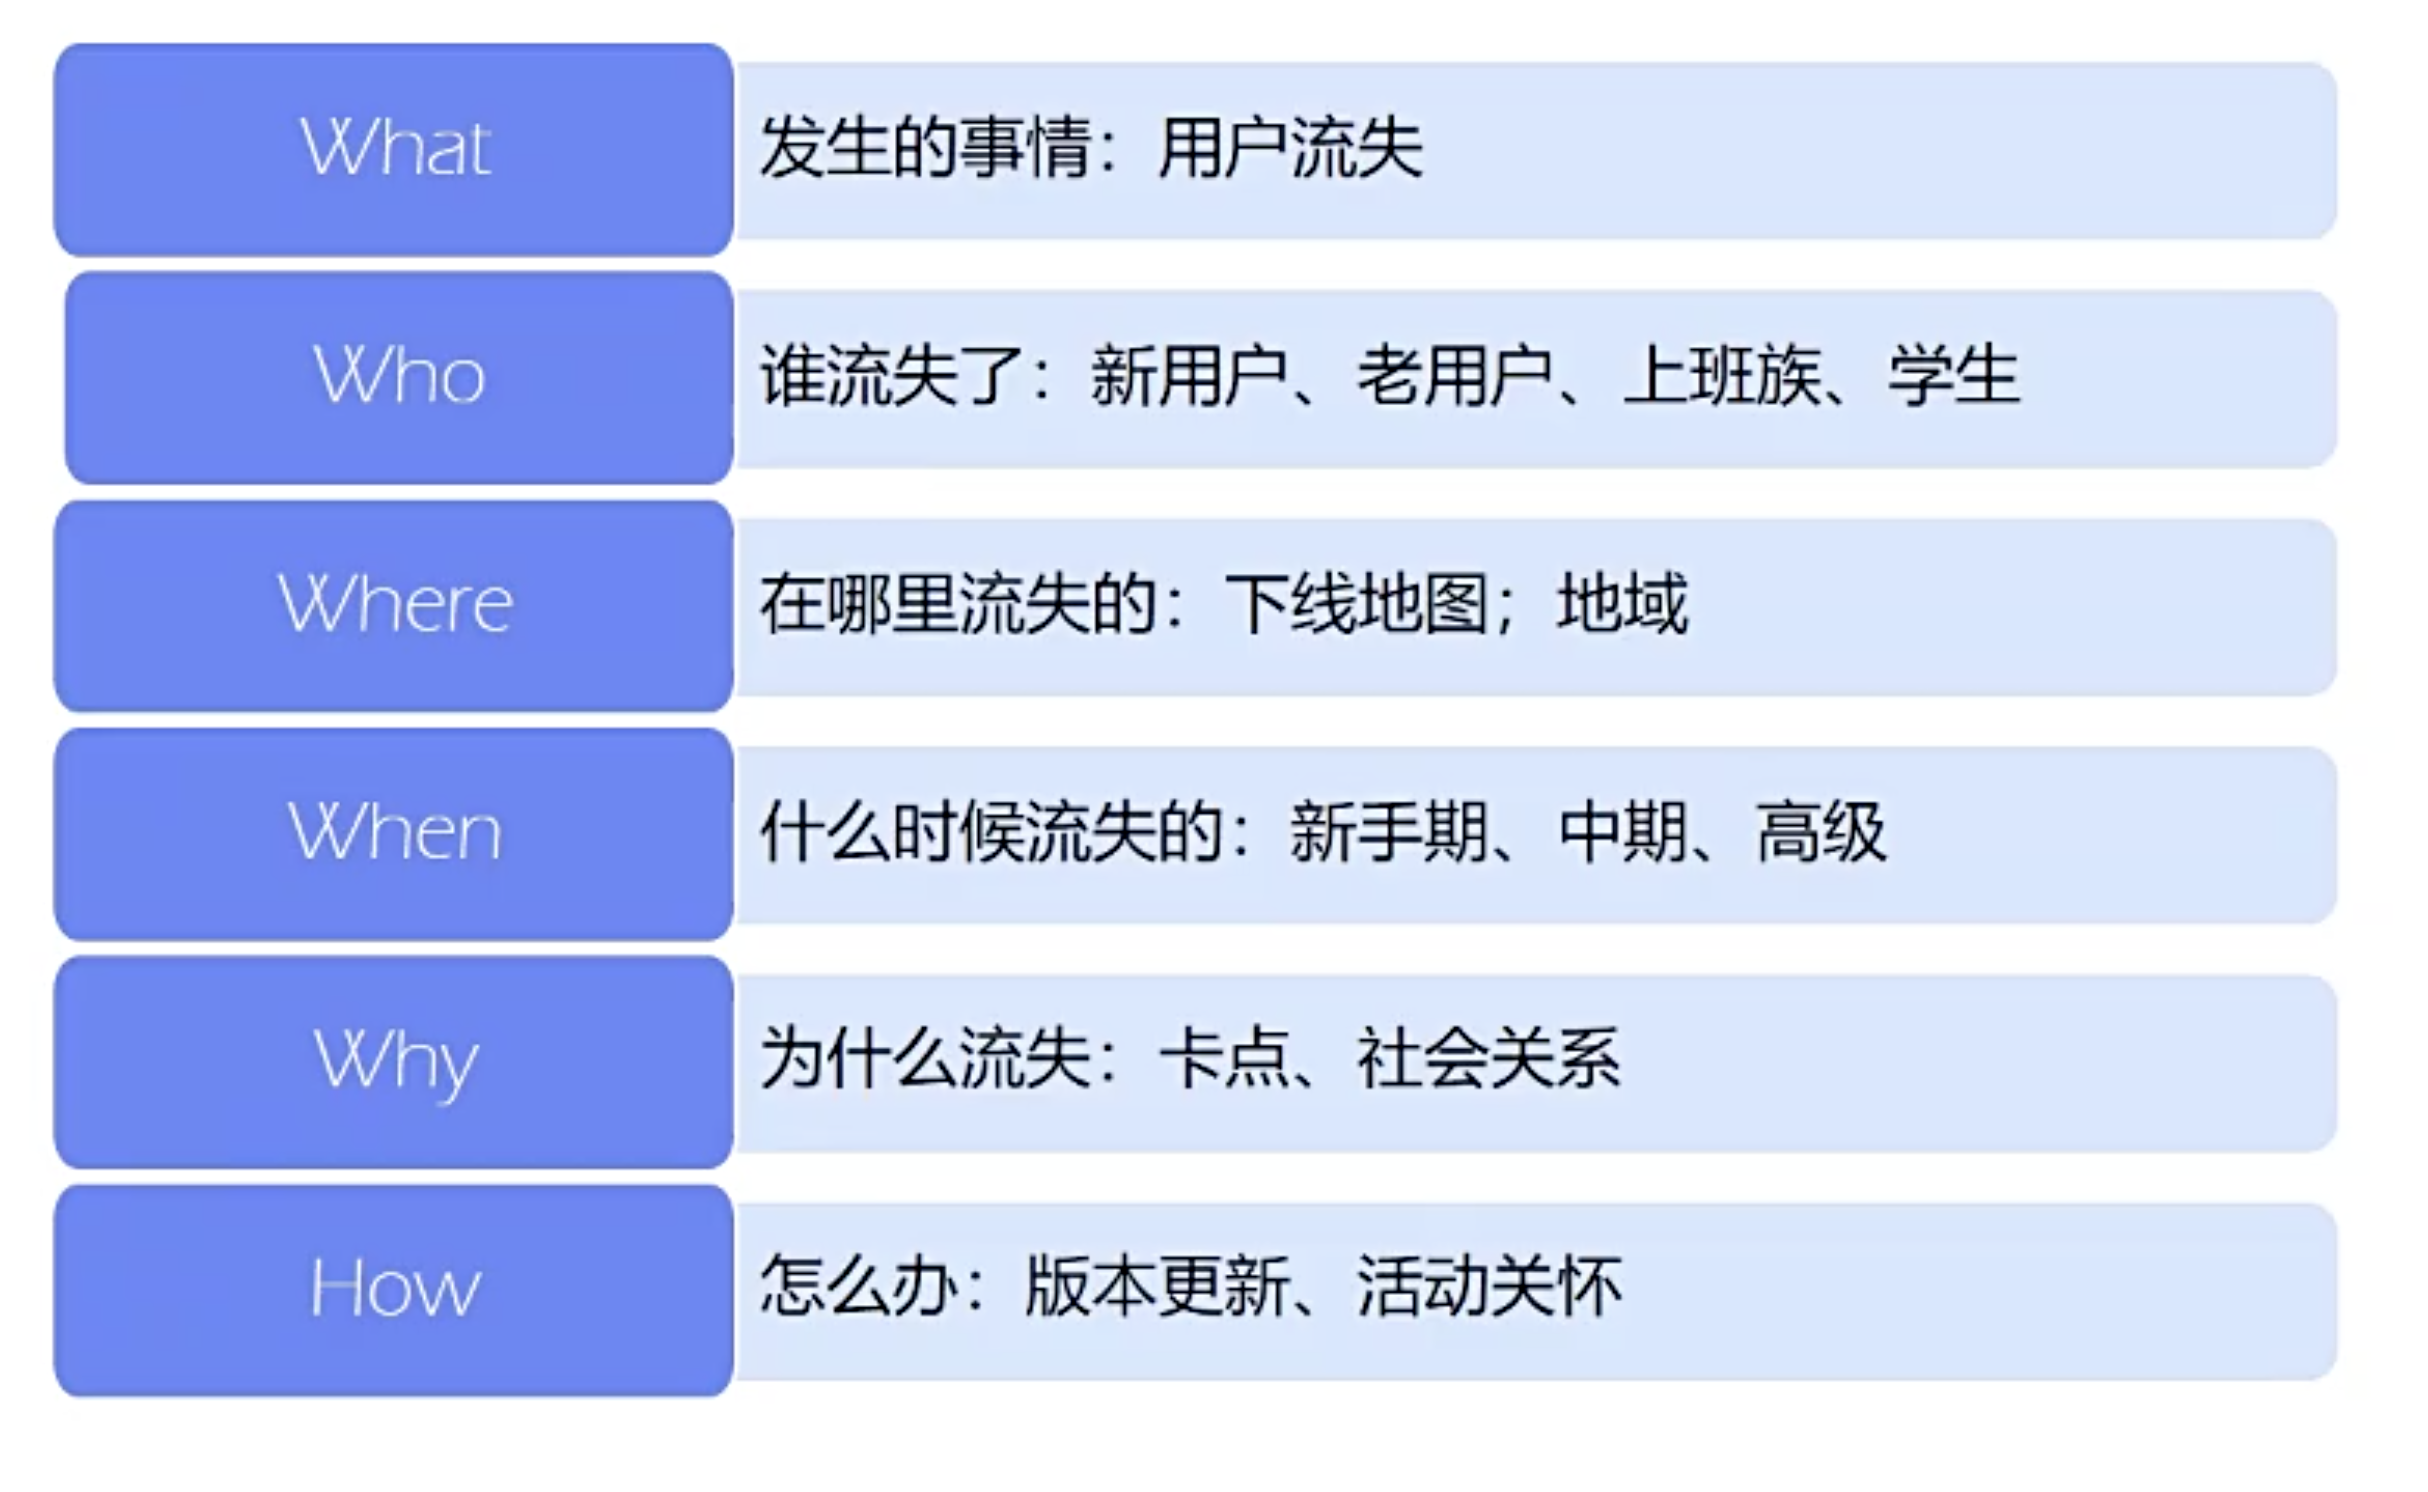 What
发生的事情：用户流失
Who
谁流失了：新用户、老用户、上班族、学生
Where
在哪里流失的：下线地图；地域
When
什么时候流失的：新手期、中期、高级
Why
为什么流失：卡点、社会关系
How
怎么办：版本更新、活动关怀